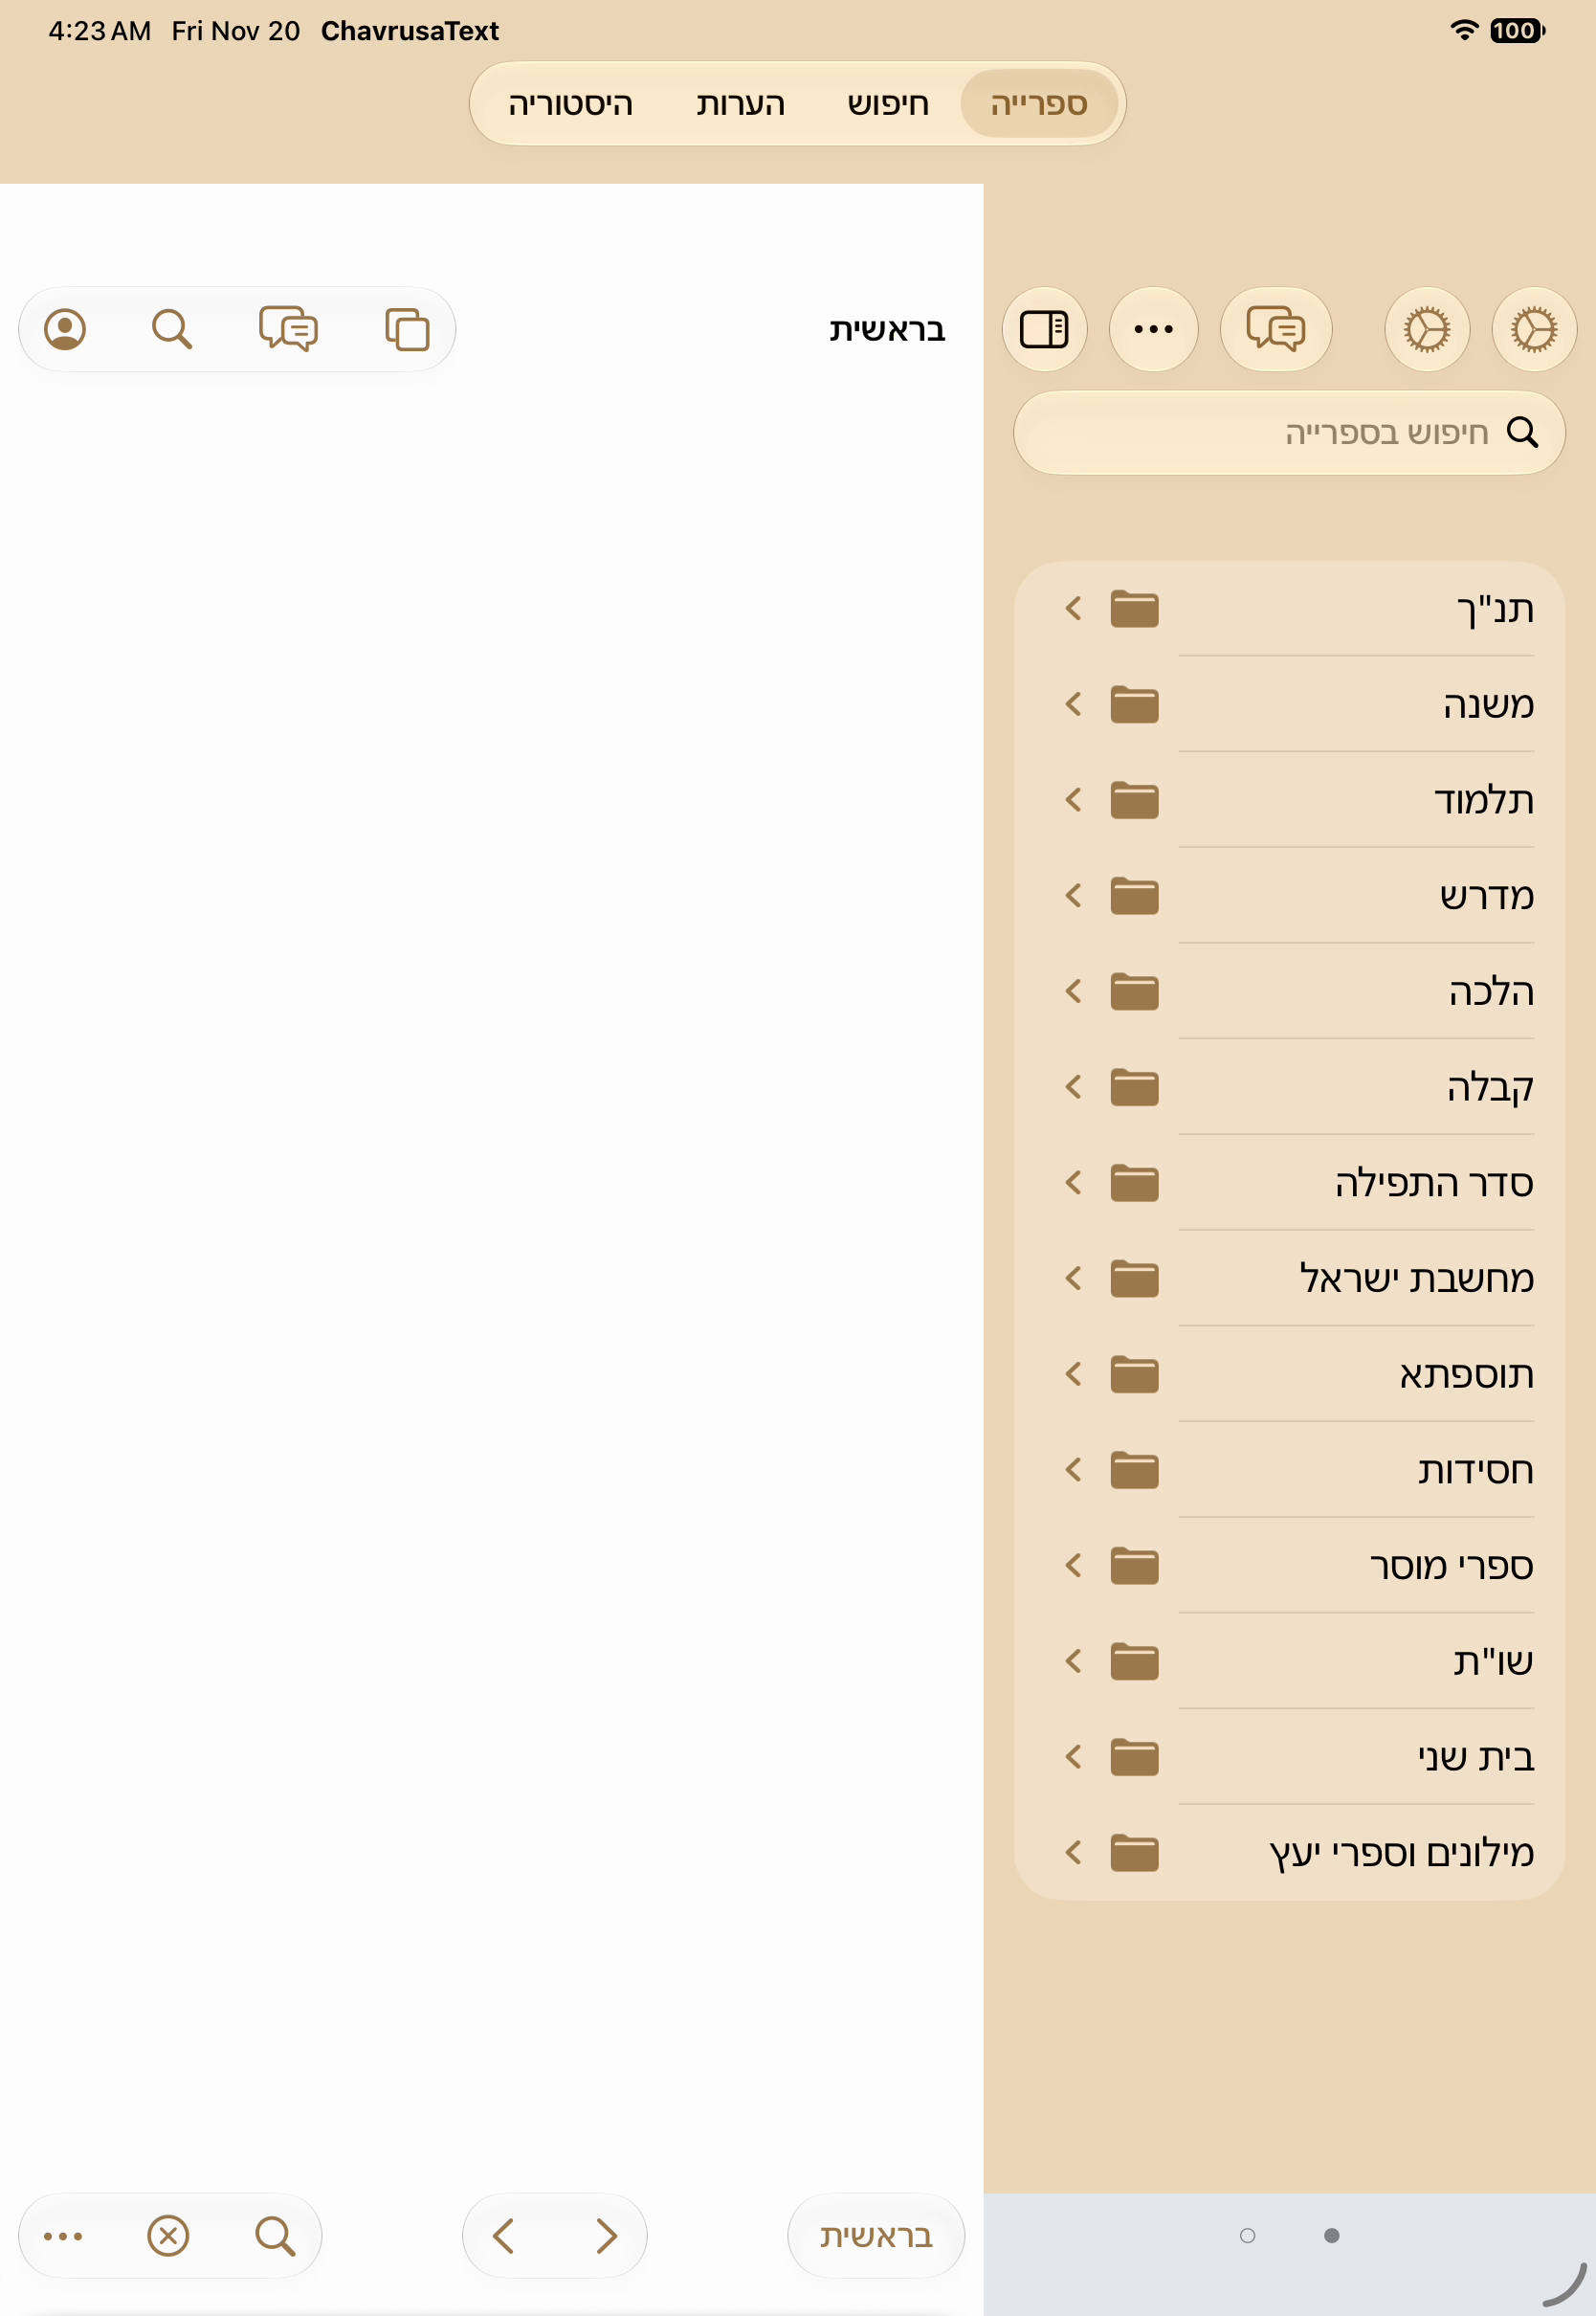 4:23 AM Fri Nov 20 ChavrusaText
100
ספרייה חיפוש הערות היסטוריה
בראשית
חיפוש בספרייה
תנ"ך
משנה
תלמוד
מדרש
הלכה
קבלה
סדר התפילה
מחשבת ישראל
תוספתא
חסידות
ספרי מוסר
שו"ת
בית שני
מילונים וספרי יעץ
בראשית